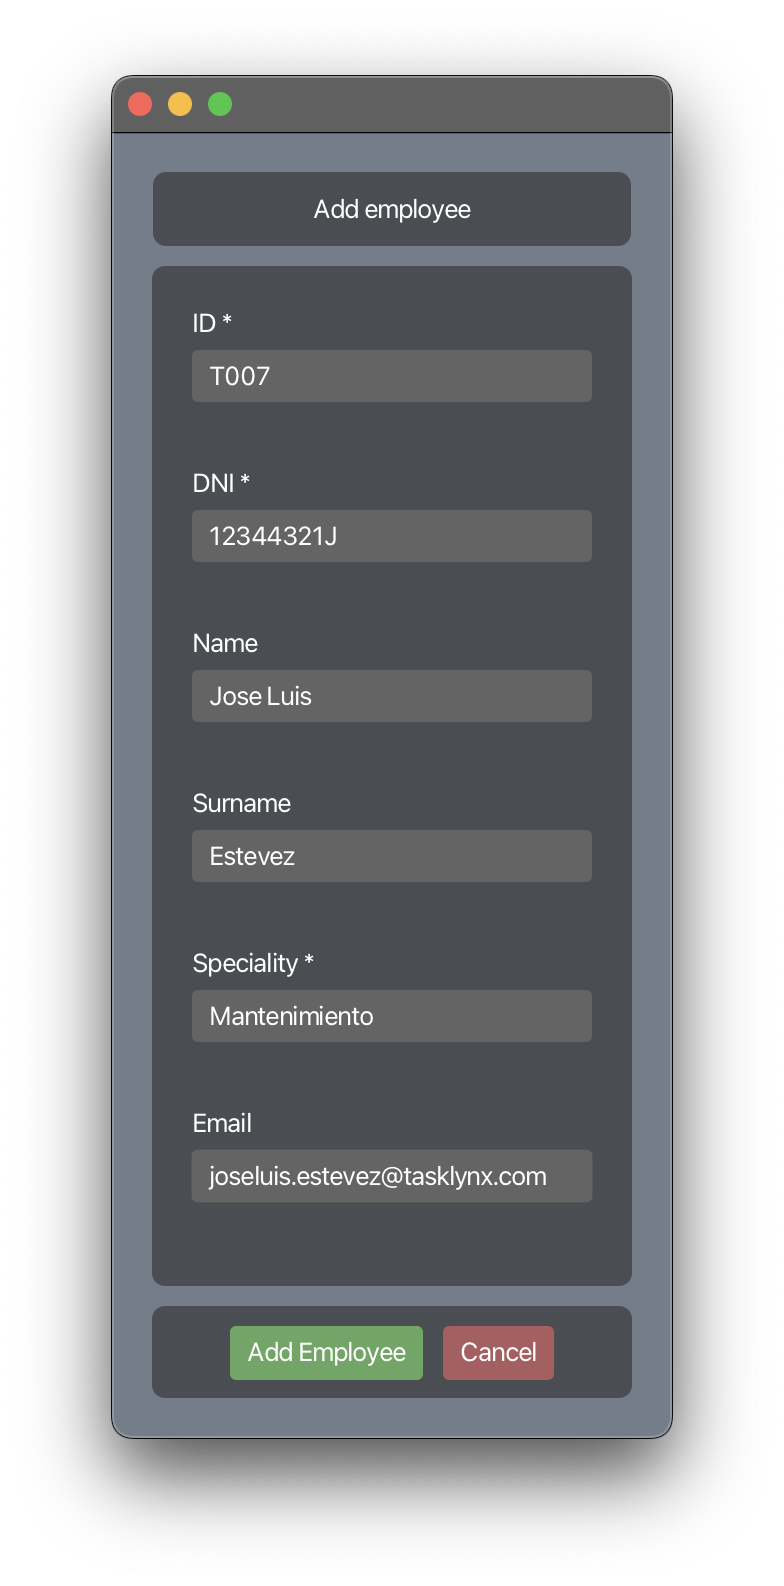 Add employee
ID *
T007
DNI *
12344321J
Name
Jose Luis
Surname
Estevez
Speciality *
Mantenimiento
Email
joseluis.estevez@tasklynx.com
Add Employee
Cancel